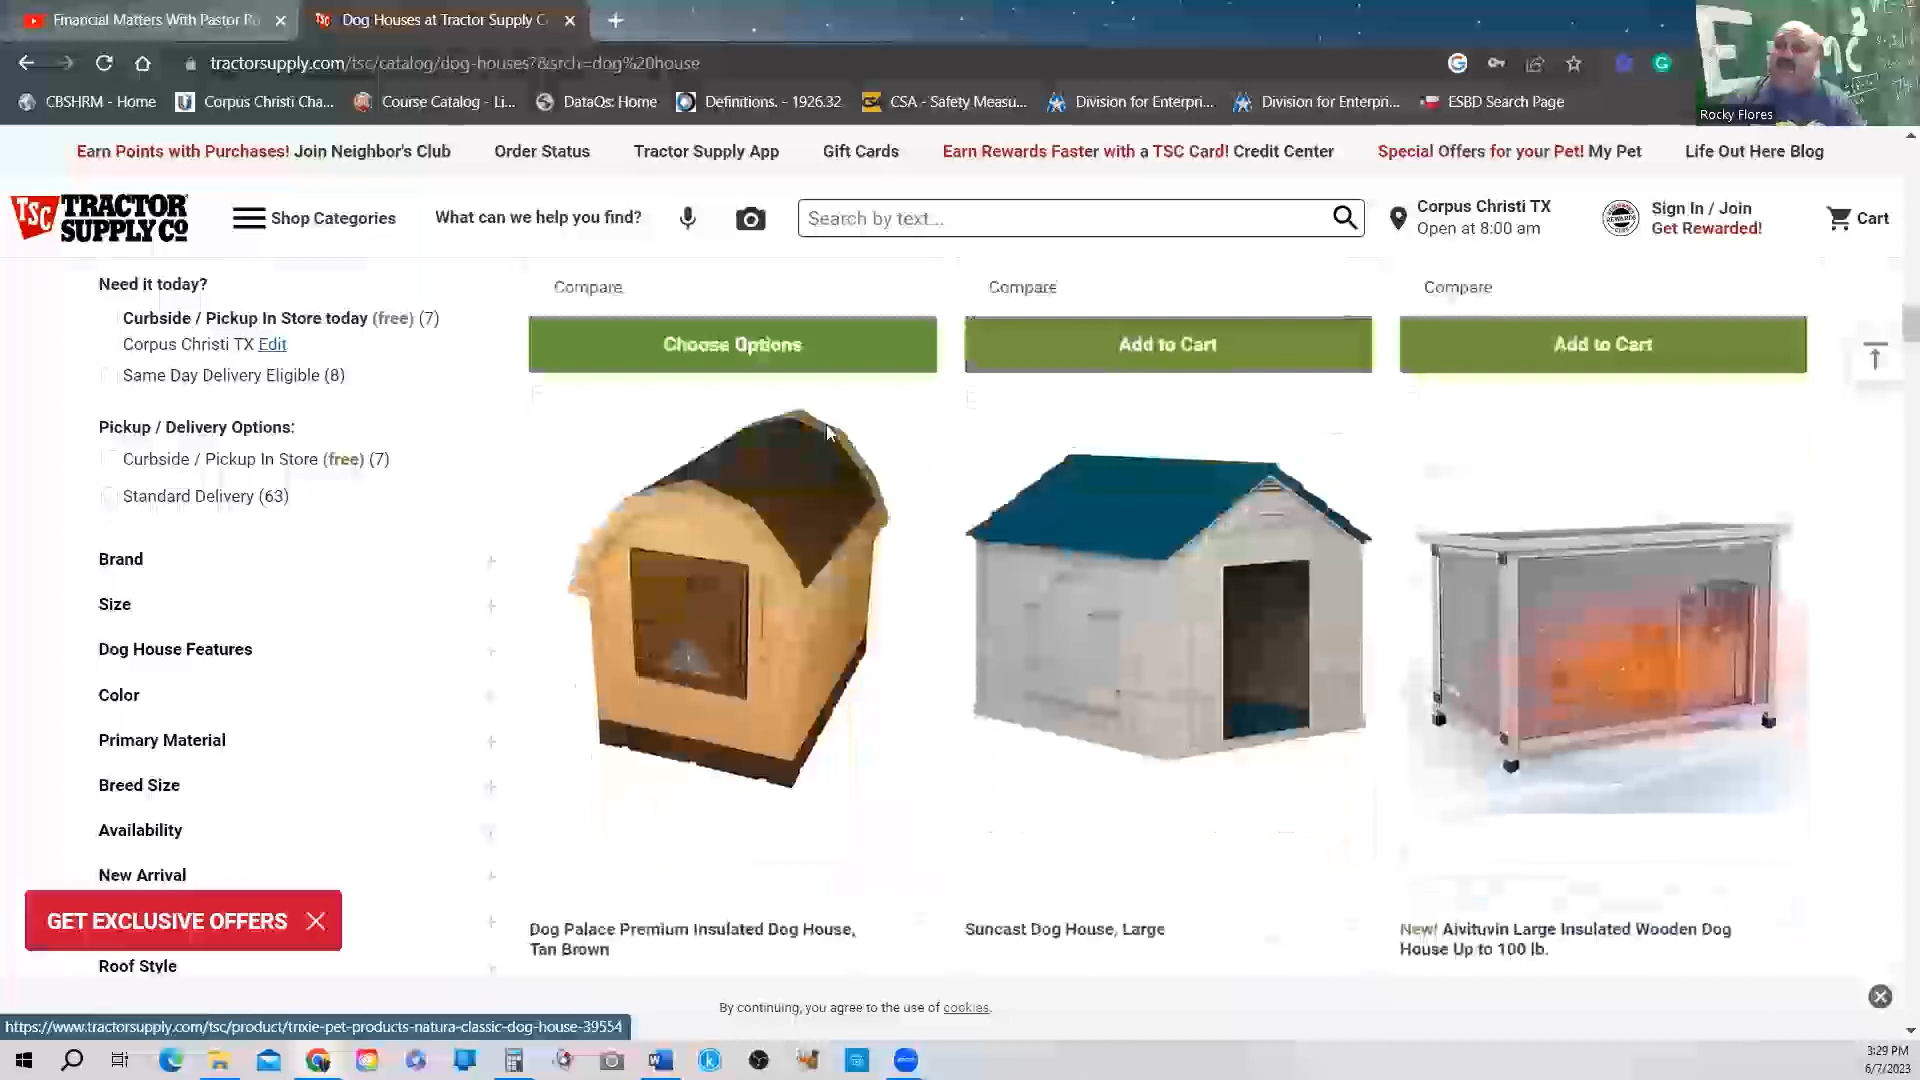 Financial Matters With Pastor Ro
Dog Houses at Tractor Supply C
tractorsupply.com/tsc/catalog/dog-houses?&srch=dog%20house
CBSHRM - Home
Corpus Christi Cha...
Course Catalog - Li...
DataQs: Home
Definitions. - 1926.32
CSA - Safety Measu...
Division for Enterpri...
Division for Enterpri...
ESBD Search Page
Rocky Flores
Earn Points with Purchases! Join Neighbor's Club
Order Status
Tractor Supply App
Gift Cards
Earn Rewards Faster with a TSC Card! Credit Center
Special Offers for your Pet! My Pet
Life Out Here Blog
TSC TRACTOR SUPPLY CO
Shop Categories
What can we help you find?
Search by text...
Corpus Christi TX
Open at 8:00 am
Sign In / Join
Get Rewarded!
Cart
Need it today?
Curbside / Pickup In Store today (free) (7)
Corpus Christi TX Edit
Same Day Delivery Eligible (8)
Pickup / Delivery Options:
Curbside / Pickup In Store (free) (7)
Standard Delivery (63)
Brand
Size
Dog House Features
Color
Primary Material
Breed Size
Availability
New Arrival
GET EXCLUSIVE OFFERS
Roof Style
Compare
Compare
Compare
Choose Options
Add to Cart
Add to Cart
Dog Palace Premium Insulated Dog House,
Tan Brown
Suncast Dog House, Large
New! Aivituvin Large Insulated Wooden Dog
House Up to 100 lb.
By continuing, you agree to the use of cookies.
https://www.tractorsupply.com/tsc/product/trixie-pet-products-natura-classic-dog-house-39554
3:29 PM
6/7/2023